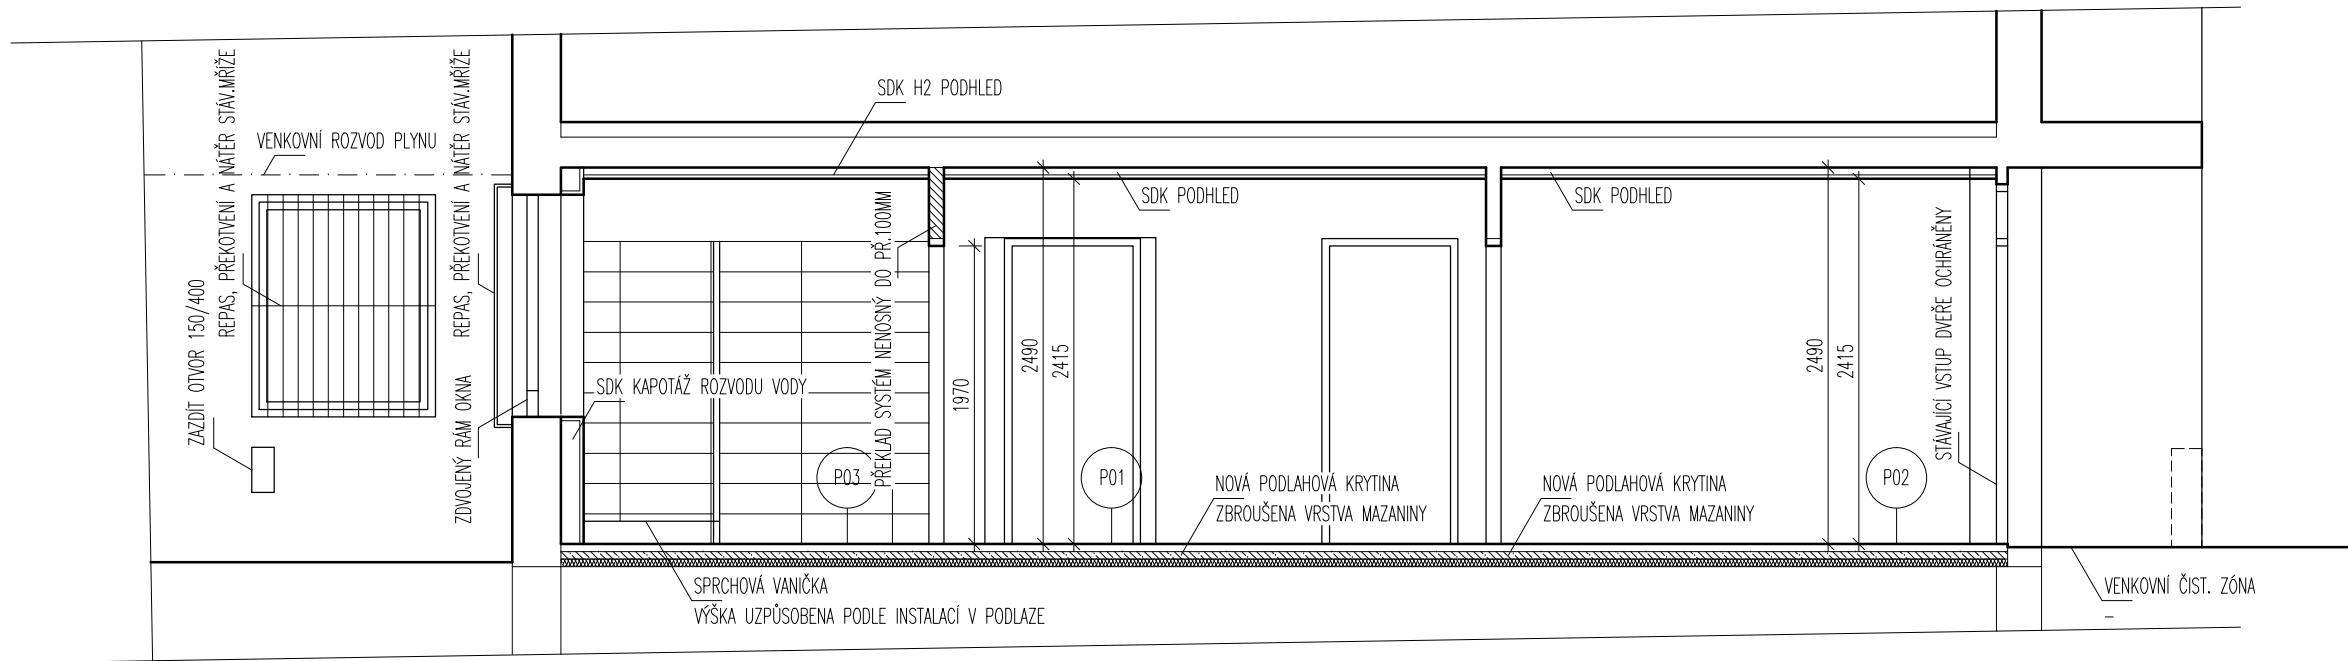 SDK H2 PODHLED
VENKOVNÍ ROZVOD PLYNU
REPAS, PŘEKOTVENÍ A NÁTĚR STÁV.MŘÍŽE
REPAS, PŘEKOTVENÍ A NÁTĚR STÁV.MŘÍŽE
ZAZDÍT OTVOR 150/400
ZDVOJENÝ RÁM OKNA
SDK KAPOTÁŽ ROZVODU VODY
PŘEKLAD SYSTÉM NENOSNÝ DO PŘ.100MM
SDK PODHLED
SDK PODHLED
1970
2490
2415
2490
2415
STÁVAJÍCÍ VSTUP DVEŘE OCHRÁNĚNY
P03
P01
P02
NOVÁ PODLAHOVÁ KRYTINA
ZBROUŠENA VRSTVA MAZANINY
NOVÁ PODLAHOVÁ KRYTINA
ZBROUŠENA VRSTVA MAZANINY
SPRCHOVÁ VANIČKA
VÝŠKA UZPŮSOBENA PODLE INSTALACÍ V PODLAZE
VENKOVNÍ ČIST. ZÓNA
–